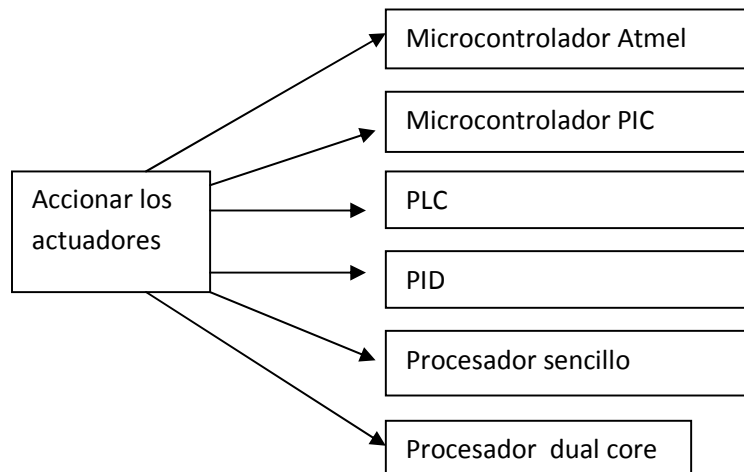 Accionar los
actuadores
Microcontrolador Atmel
Microcontrolador PIC
PLC
PID
Procesador sencillo
Procesador dual core